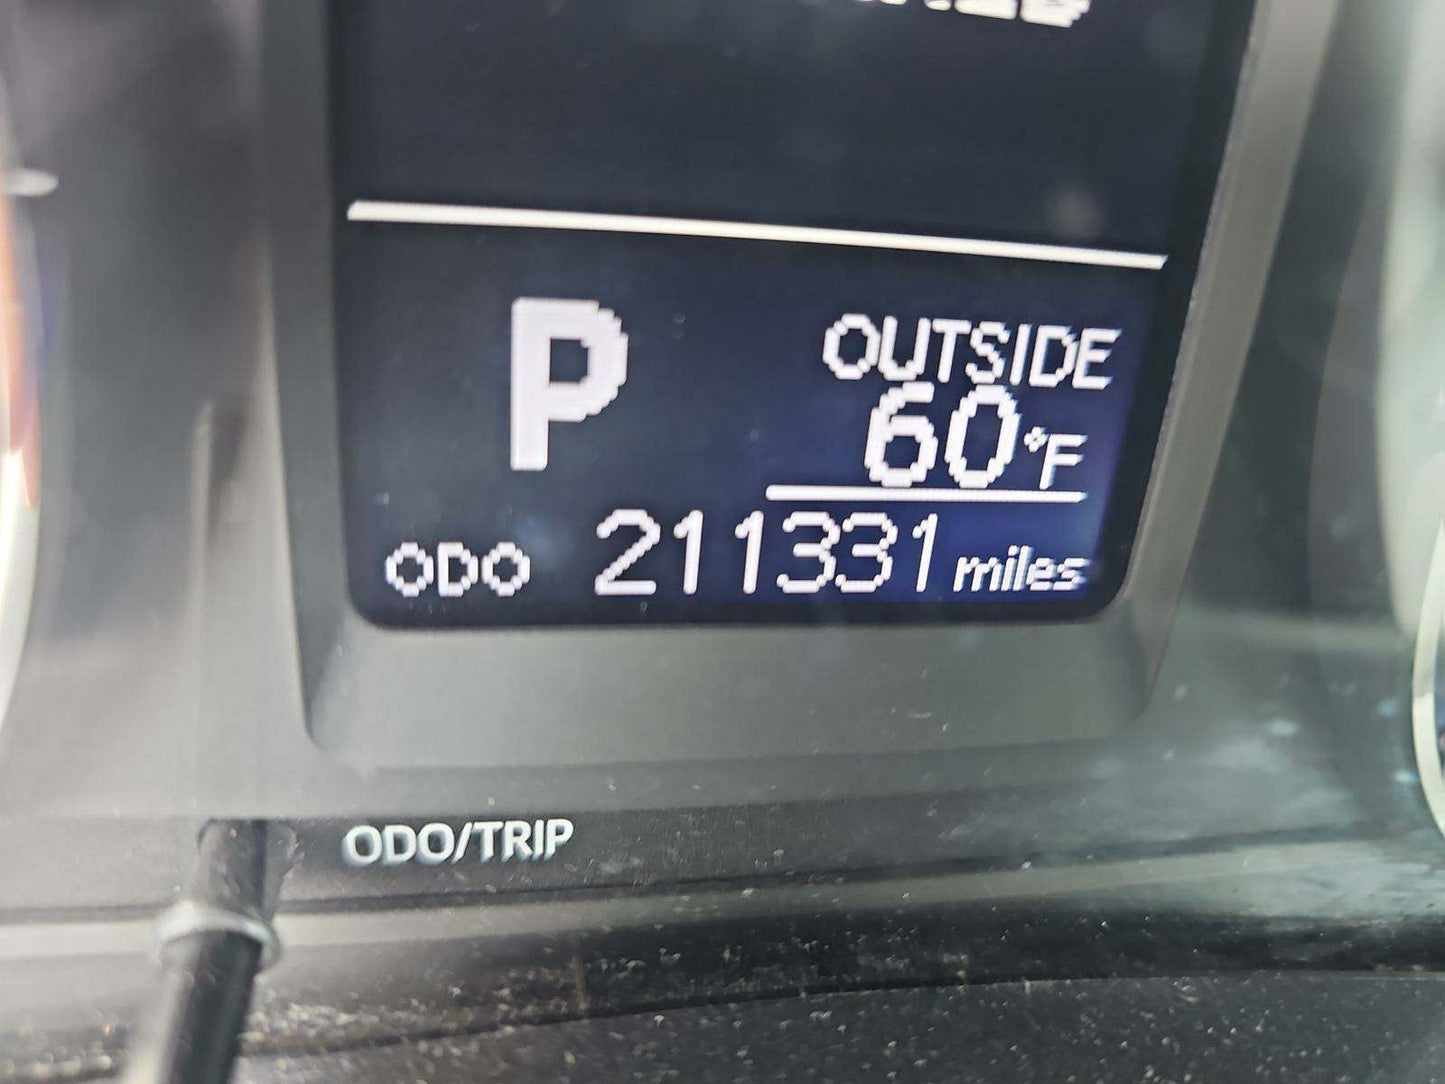 P
OUTSIDE
60°F
ODO 211331 miles
ODO/TRIP